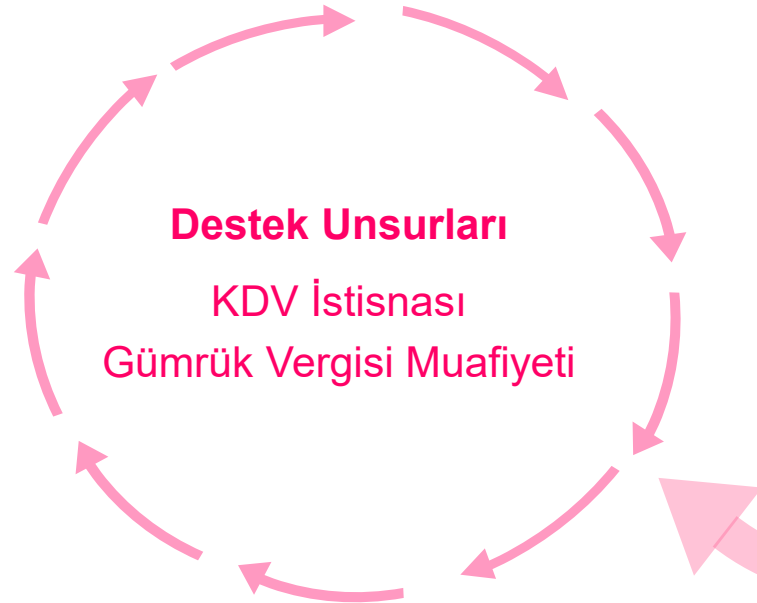 Destek Unsurları
KDV İstisnası
Gümrük Vergisi Muafiyeti